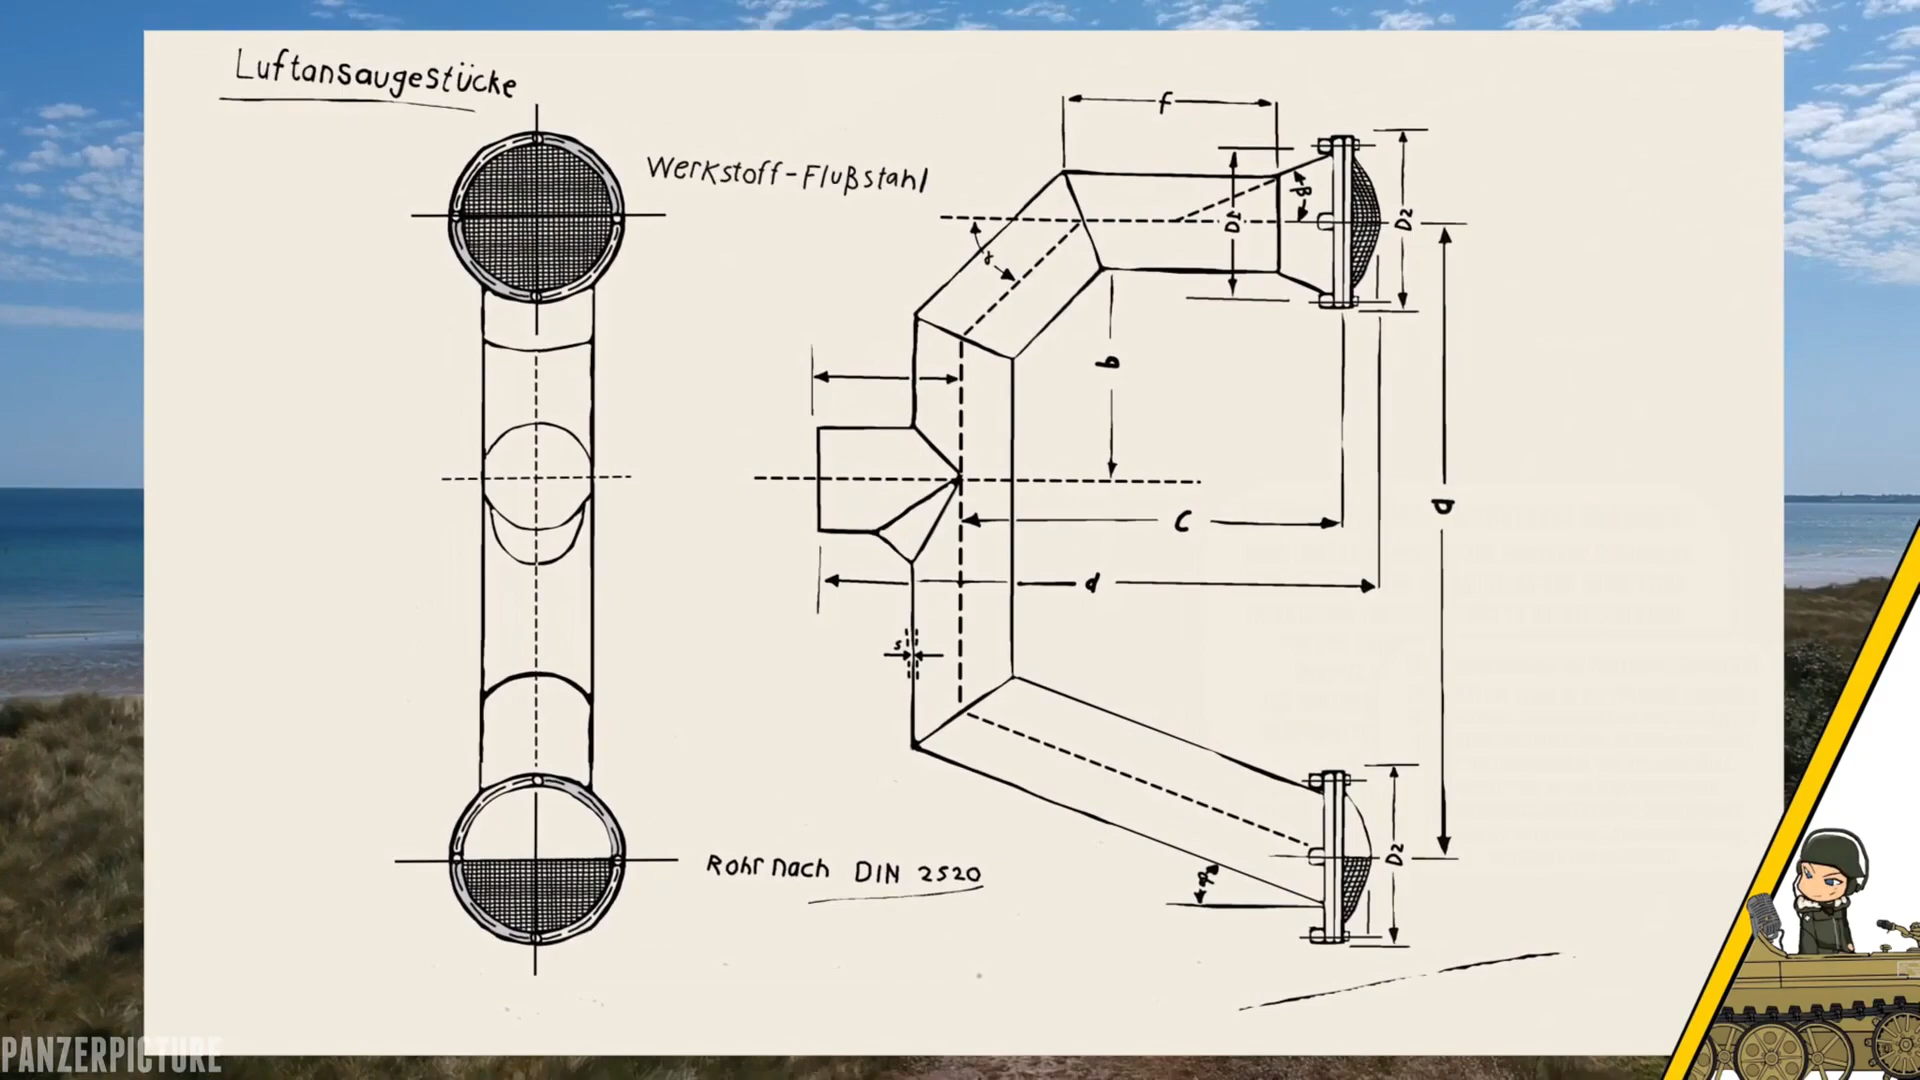 Luftansaugestücke
Werkstoff-Flußstahl
f
D1
β
D2
γ
b
a
c
d
s
Rohr nach DIN 2520
D2
α
PANZERPICTURE